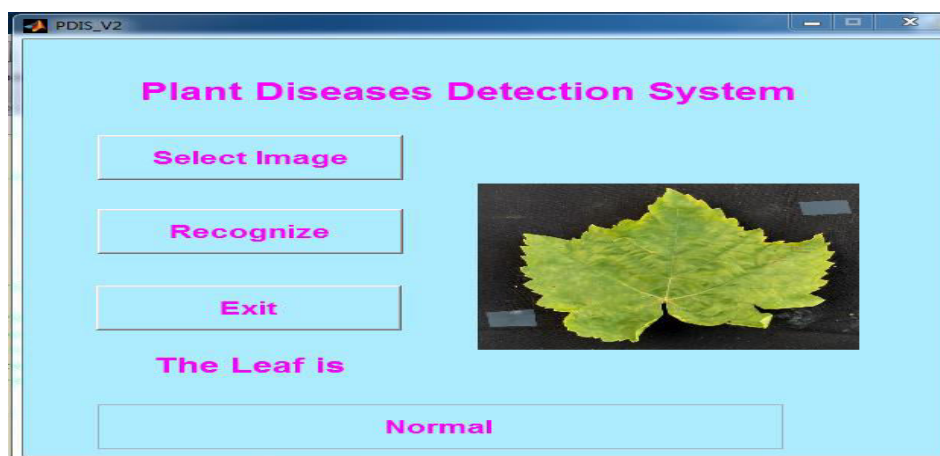 PDIS_V2
Plant Diseases Detection System
Select Image
Recognize
Exit
The Leaf is
Normal